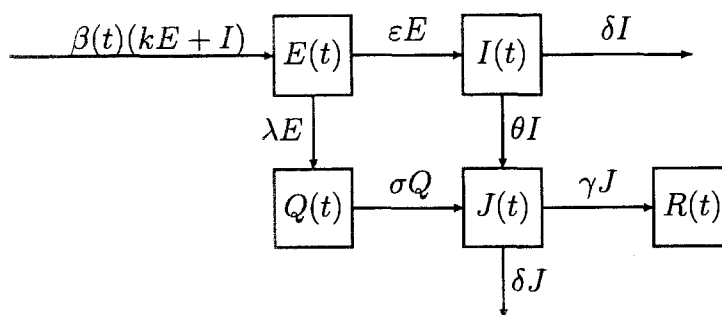 β(t)(kE + I) E(t) εE I(t) δI
λE θI
Q(t) σQ J(t) γJ R(t)
δJ